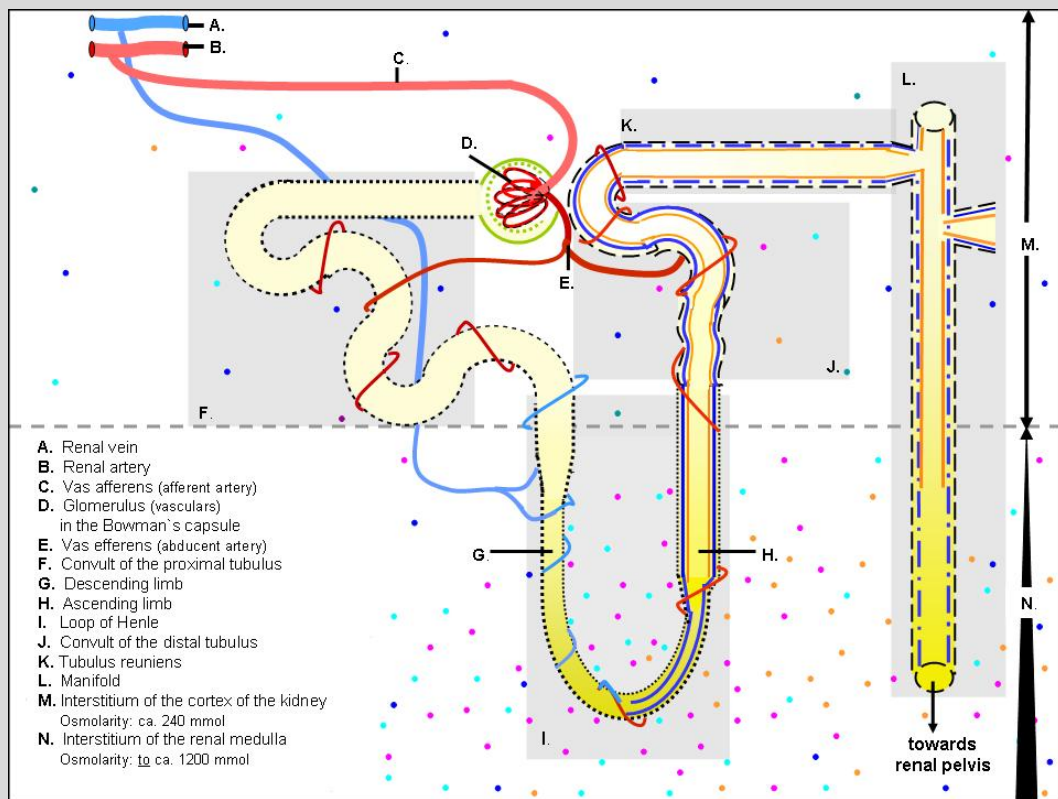 A.
B.
C.
L.
K.
D.
M.
E.
J.
F.
A. Renal vein
B. Renal artery
C. Vas afferens (afferent artery)
D. Glomerulus (vasculars)
in the Bowman`s capsule
E. Vas efferens (abducent artery)
F. Convult of the proximal tubulus
G. Descending limb
H. Ascending limb
I. Loop of Henle
J. Convult of the distal tubulus
K. Tubulus reuniens
L. Manifold
M. Interstitium of the cortex of the kidney
Osmolarity: ca. 240 mmol
N. Interstitium of the renal medulla
Osmolarity: to ca. 1200 mmol
G.
H.
N.
I.
towards
renal pelvis